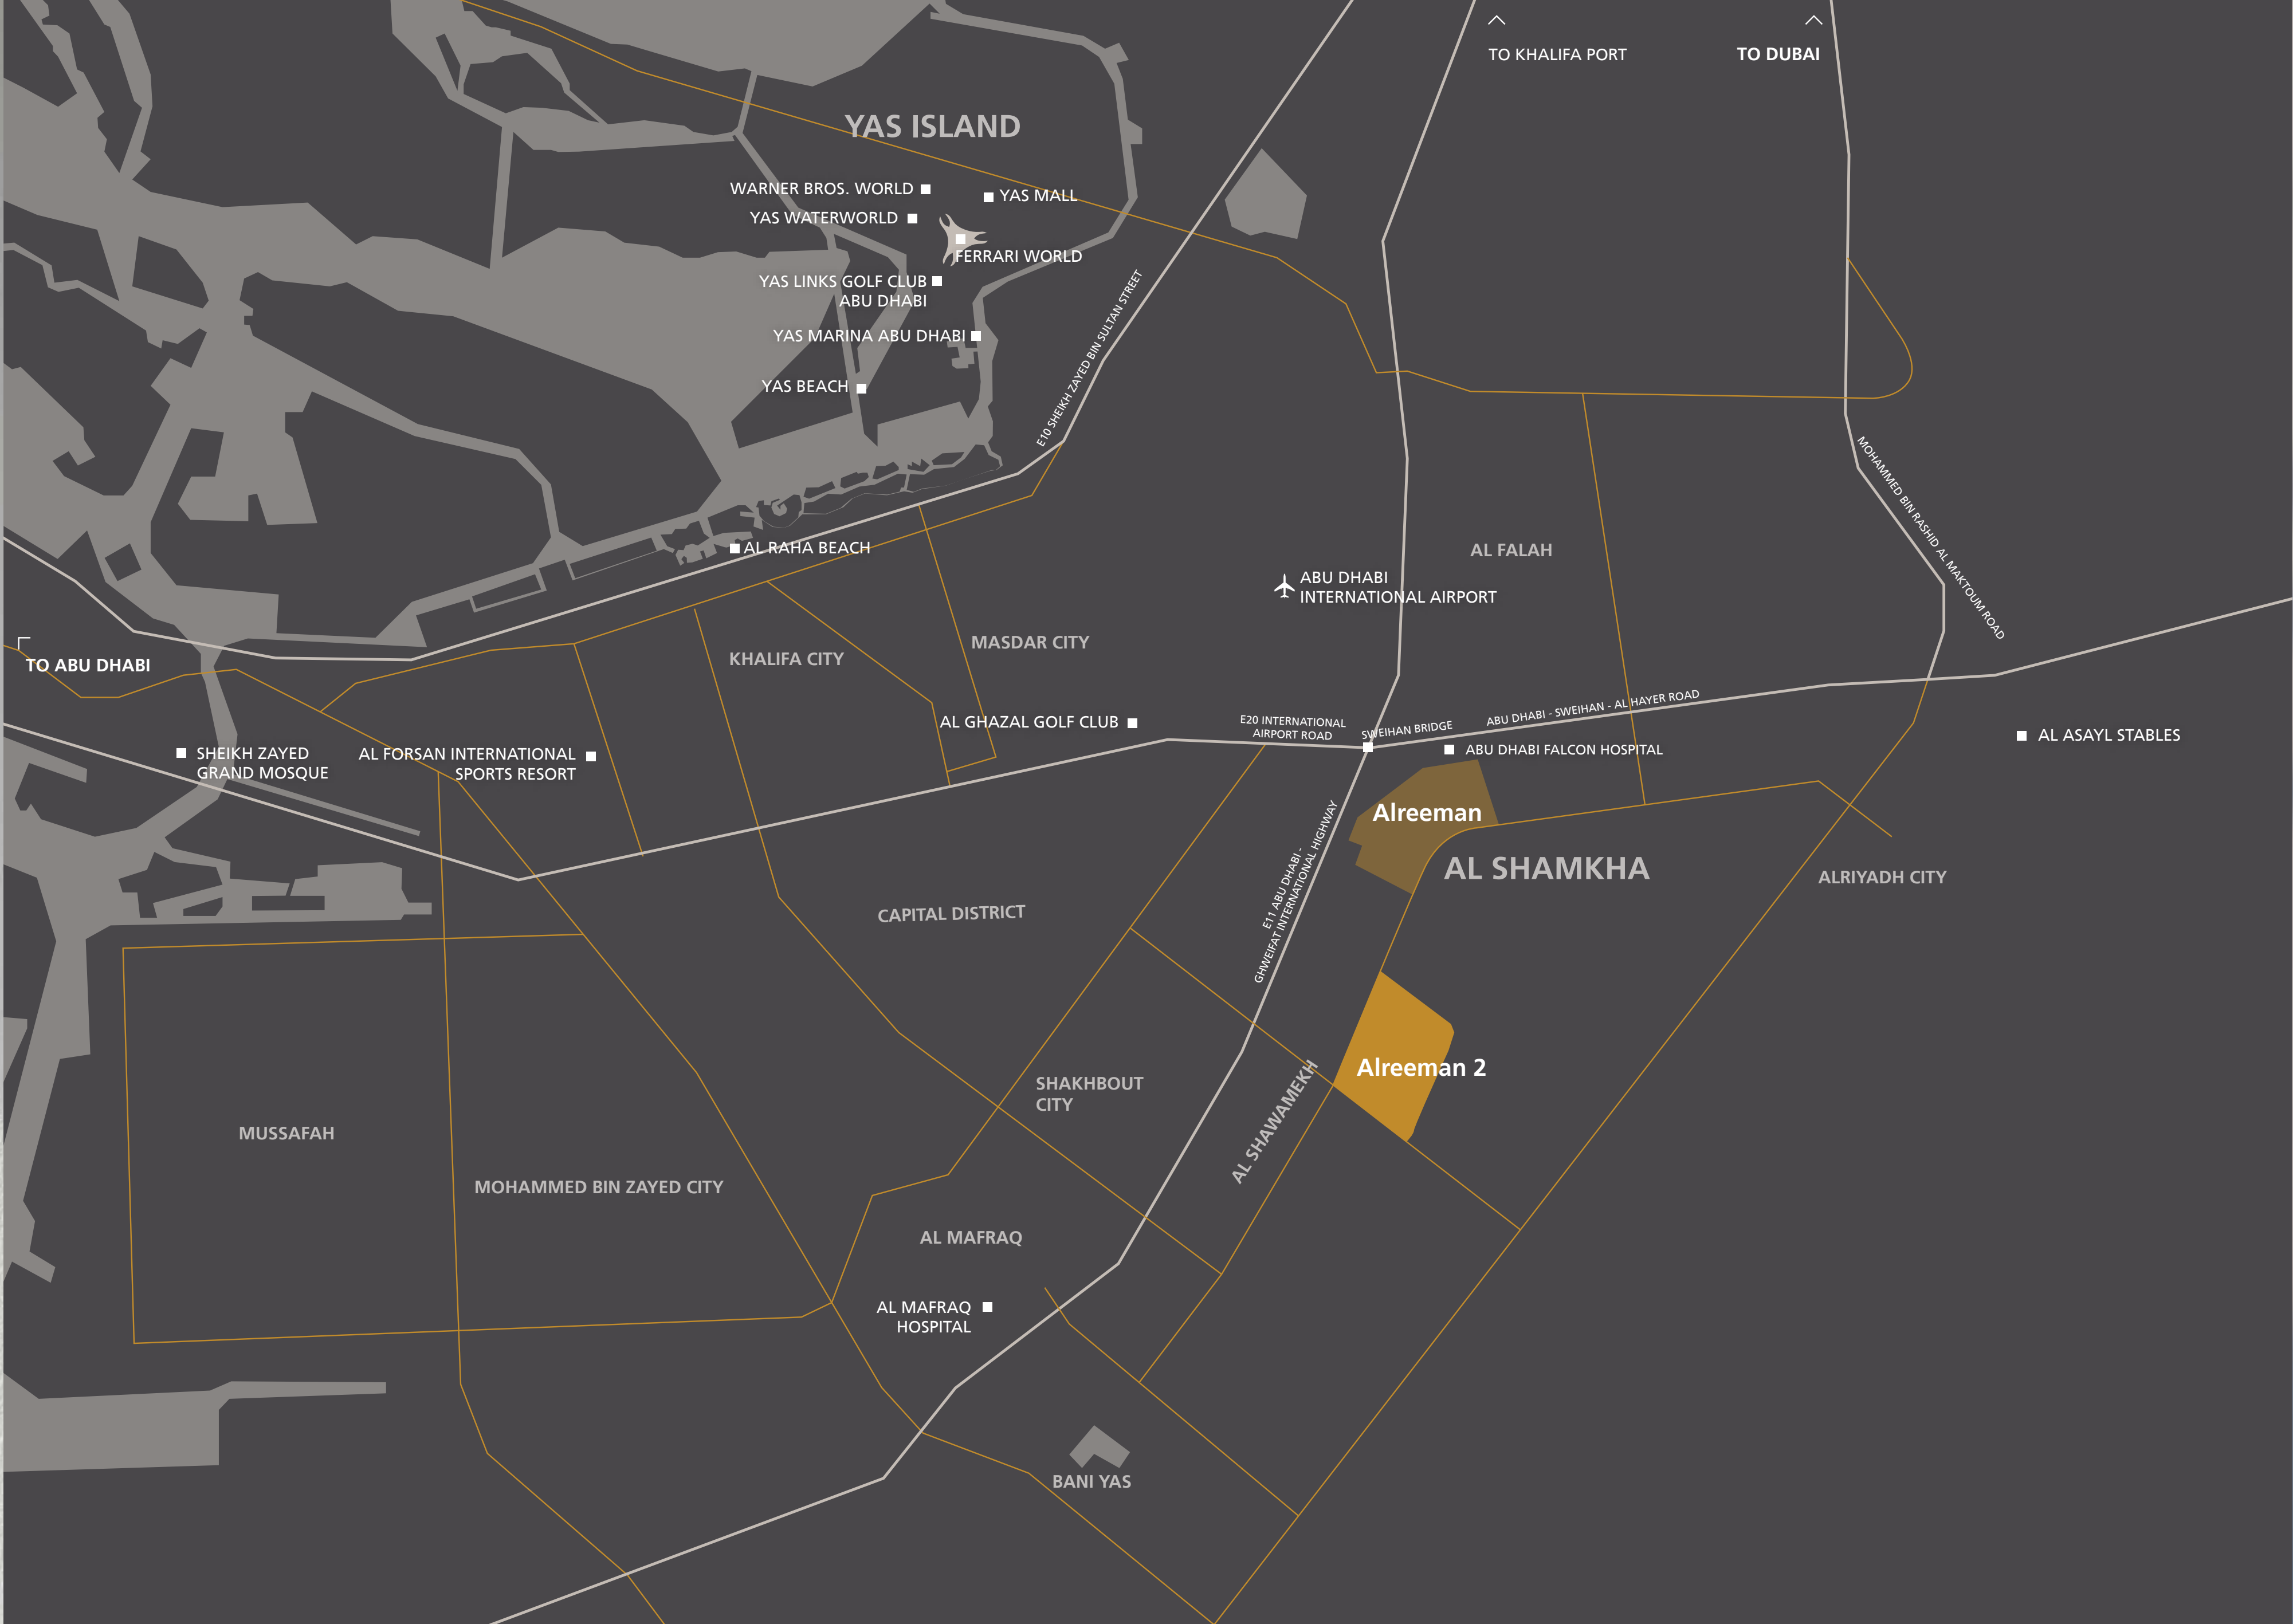 TO KHALIFA PORT
TO DUBAI
YAS ISLAND
WARNER BROS. WORLD
YAS MALL
YAS WATERWORLD
FERRARI WORLD
YAS LINKS GOLF CLUB
ABU DHABI
YAS MARINA ABU DHABI
YAS BEACH
E10 SHEIKH ZAYED BIN SULTAN STREET
MOHAMMED BIN RASHID AL MAKTOUM ROAD
AL RAHA BEACH
AL FALAH
ABU DHABI
INTERNATIONAL AIRPORT
MASDAR CITY
KHALIFA CITY
TO ABU DHABI
AL GHAZAL GOLF CLUB
E20 INTERNATIONAL
AIRPORT ROAD
SWEIHAN BRIDGE
ABU DHABI - SWEIHAN - AL HAYER ROAD
ABU DHABI FALCON HOSPITAL
AL ASAYL STABLES
SHEIKH ZAYED
GRAND MOSQUE
AL FORSAN INTERNATIONAL
SPORTS RESORT
Alreeman
AL SHAMKHA
ALRIYADH CITY
E11 ABU DHABI -
GHWEIFAT INTERNATIONAL HIGHWAY
CAPITAL DISTRICT
Alreeman 2
SHAKHBOUT
CITY
AL SHAWAMEKH
MUSSAFAH
MOHAMMED BIN ZAYED CITY
AL MAFRAQ
AL MAFRAQ
HOSPITAL
BANI YAS